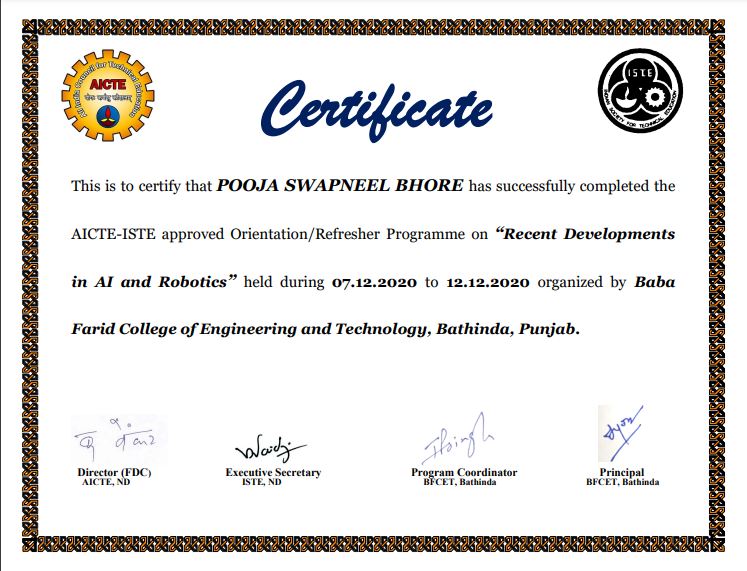 All India Council for Technical Education
AICTE
ISTE
INDIAN SOCIETY FOR TECHNICAL EDUCATION
Certificate
This is to certify that POOJA SWAPNEEL BHORE has successfully completed the
AICTE-ISTE approved Orientation/Refresher Programme on “Recent Developments
in AI and Robotics” held during 07.12.2020 to 12.12.2020 organized by Baba
Farid College of Engineering and Technology, Bathinda, Punjab.
Director (FDC)
AICTE, ND
Executive Secretary
ISTE, ND
Program Coordinator
BFCET, Bathinda
Principal
BFCET, Bathinda